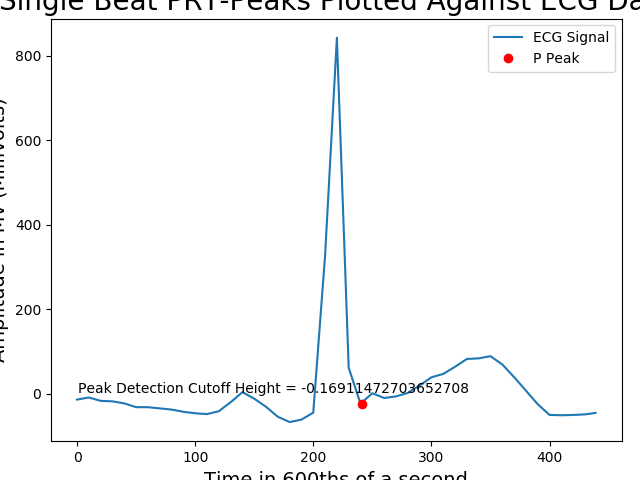 Single Beat PRT-Peaks Plotted Against ECG Da
ECG Signal
P Peak
800
600
400
200
0
Amplitude in MV (Millivolts)
Peak Detection Cutoff Height = -0.16911472703652708
0 100 200 300 400
Time in 600ths of a second